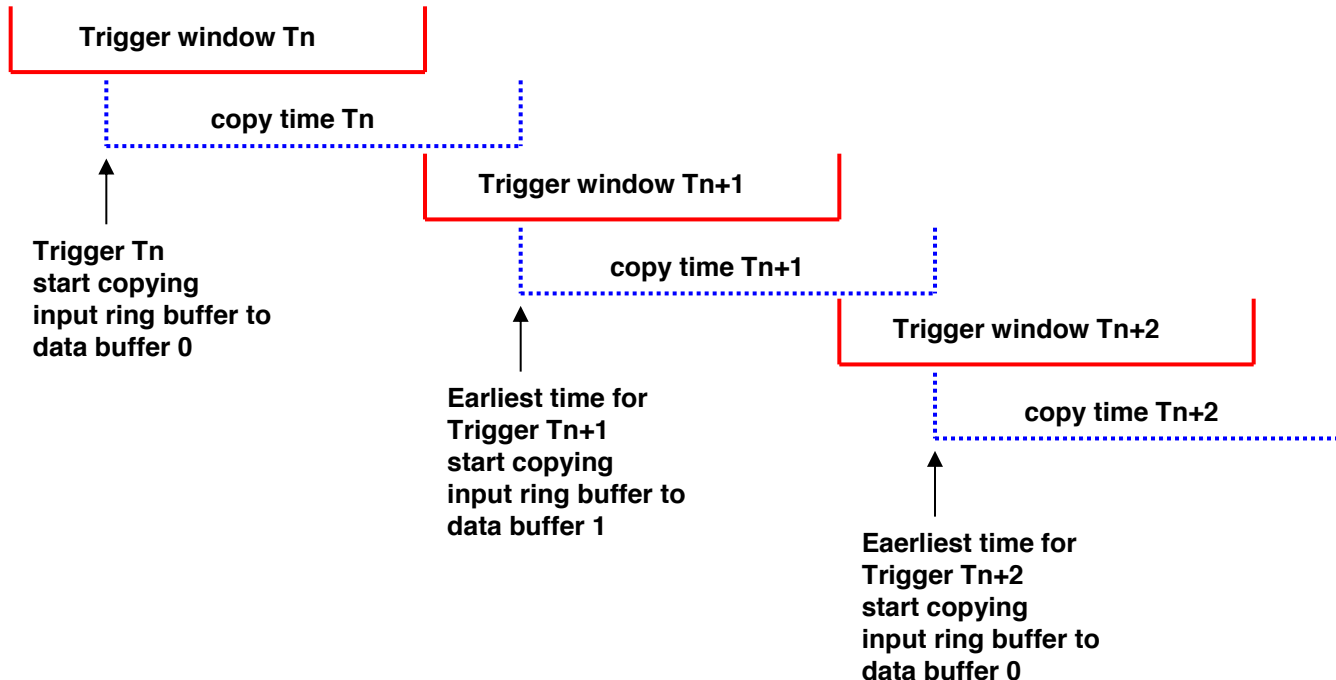 Trigger window Tn
copy time Tn
Trigger window Tn+1
Trigger Tn
start copying
input ring buffer to
data buffer 0
copy time Tn+1
Trigger window Tn+2
Earliest time for
Trigger Tn+1
start copying
input ring buffer to
data buffer 1
copy time Tn+2
Eaerliest time for
Trigger Tn+2
start copying
input ring buffer to
data buffer 0